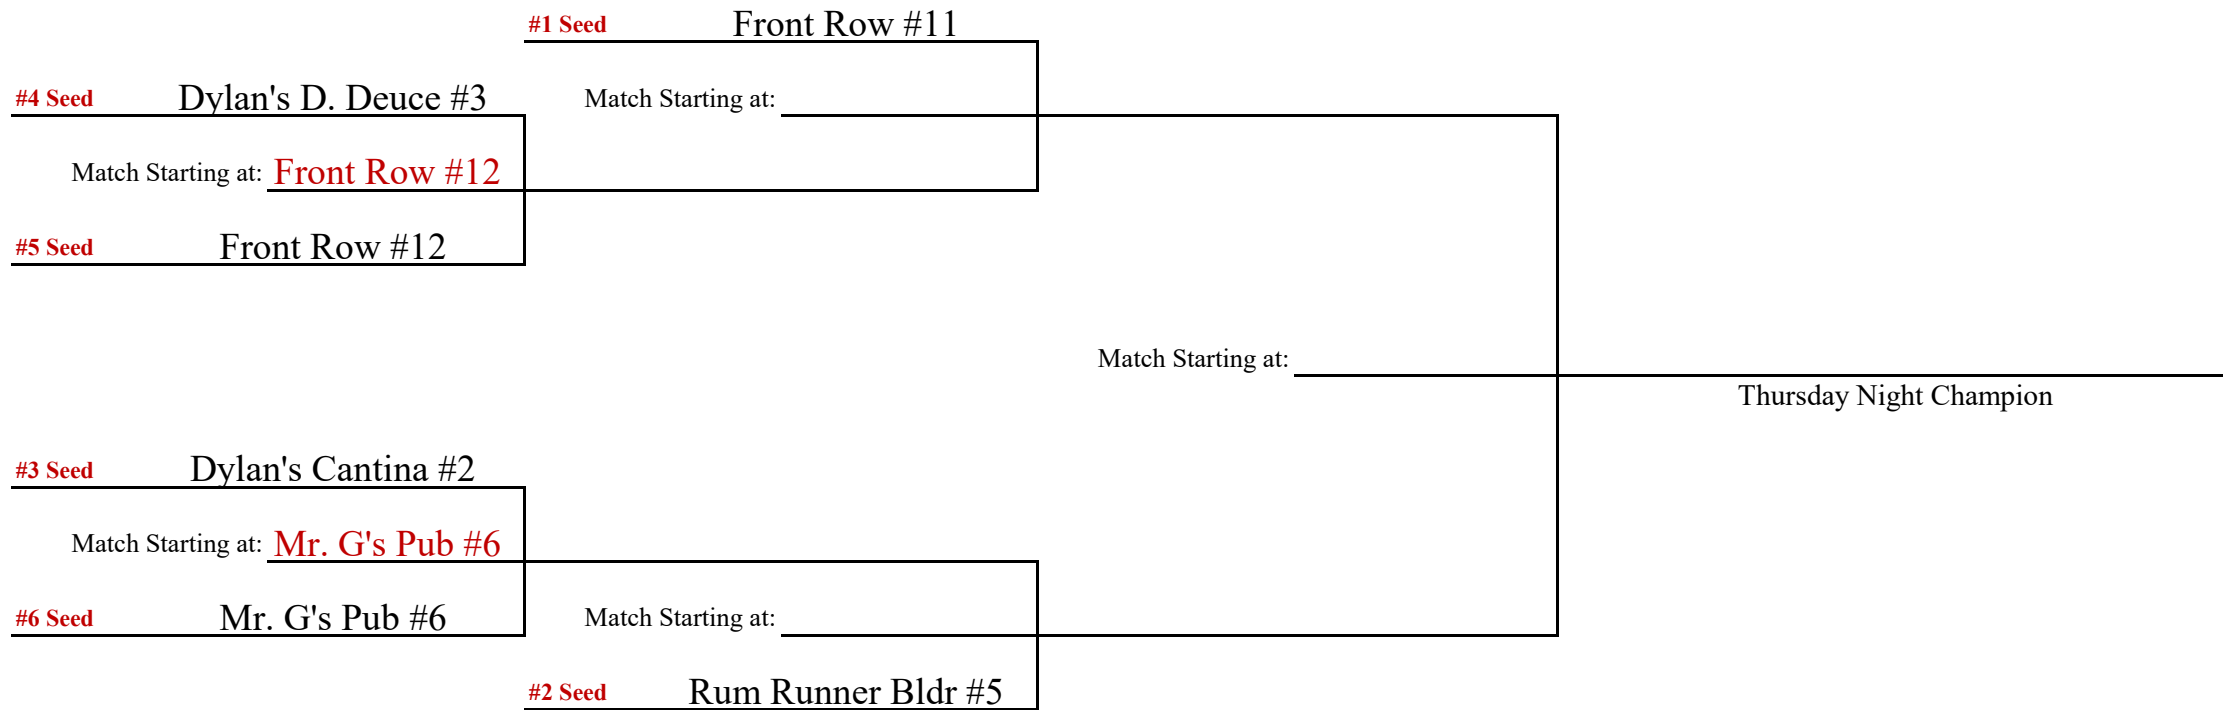 #1 Seed Front Row #11
#4 Seed Dylan's D. Deuce #3 Match Starting at:
Match Starting at: Front Row #12
#5 Seed Front Row #12
Match Starting at:
Thursday Night Champion
#3 Seed Dylan's Cantina #2
Match Starting at: Mr. G's Pub #6
#6 Seed Mr. G's Pub #6 Match Starting at:
#2 Seed Rum Runner Bldr #5